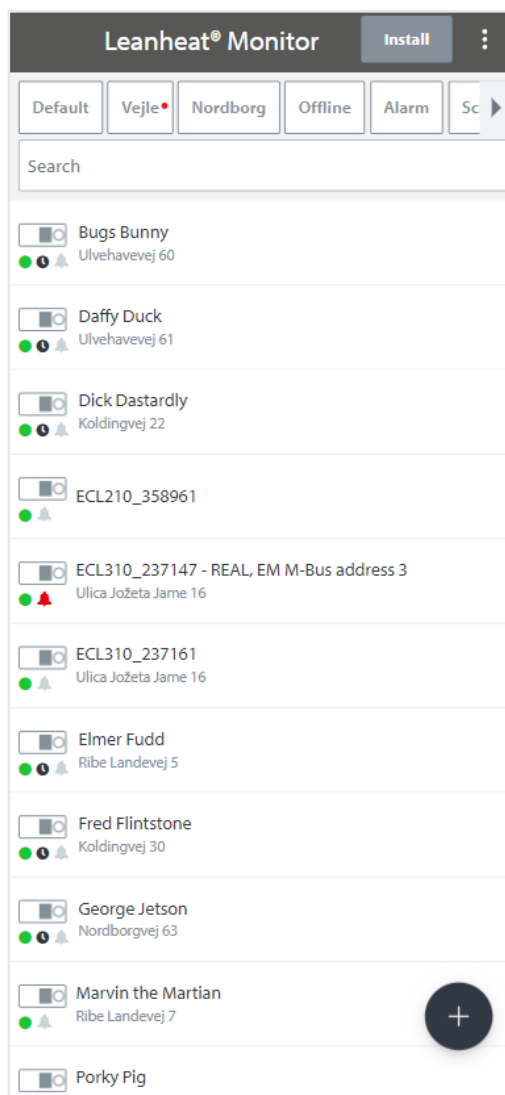 Leanheat® Monitor
Install
Default
Vejle
Nordborg
Offline
Alarm
Sc
Search
Bugs Bunny
Ulvehavevej 60
Daffy Duck
Ulvehavevej 61
Dick Dastardly
Koldingvej 22
ECL210_358961
ECL310_237147 - REAL, EM M-Bus address 3
Ulica Jožeta Jame 16
ECL310_237161
Ulica Jožeta Jame 16
Elmer Fudd
Ribe Landevej 5
Fred Flintstone
Koldingvej 30
George Jetson
Nordborgvej 63
Marvin the Martian
Ribe Landevej 7
Porky Pig